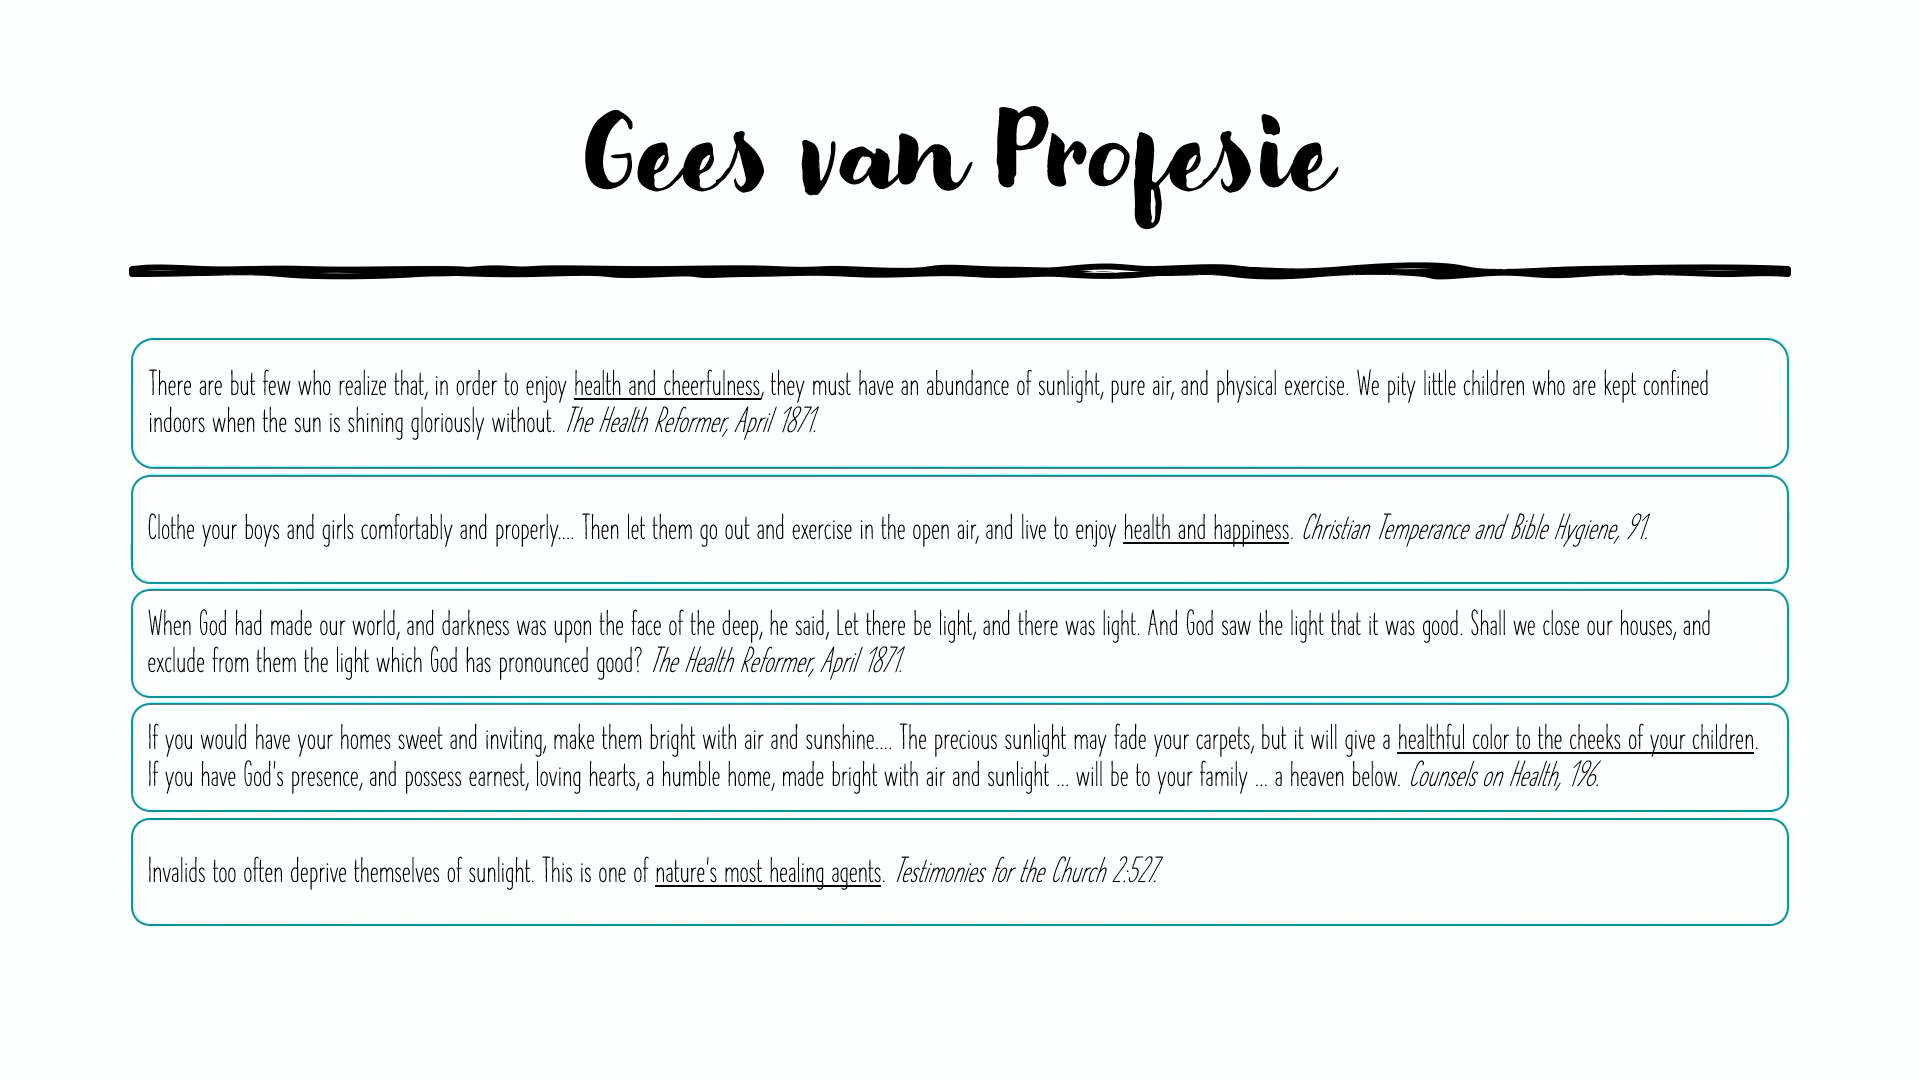 Gees van Profesie
There are but few who realize that, in order to enjoy health and cheerfulness, they must have an abundance of sunlight, pure air, and physical exercise. We pity little children who are kept confined
indoors when the sun is shining gloriously without. The Health Reformer, April 1871.
Clothe your boys and girls comfortably and properly.... Then let them go out and exercise in the open air, and live to enjoy health and happiness. Christian Temperance and Bible Hygiene, 91.
When God had made our world, and darkness was upon the face of the deep, he said, Let there be light, and there was light. And God saw the light that it was good. Shall we close our houses, and
exclude from them the light which God has pronounced good? The Health Reformer, April 1871.
If you would have your homes sweet and inviting, make them bright with air and sunshine.... The precious sunlight may fade your carpets, but it will give a healthful color to the cheeks of your children.
If you have God's presence, and possess earnest, loving hearts, a humble home, made bright with air and sunlight ... will be to your family ... a heaven below. Counsels on Health, 196.
Invalids too often deprive themselves of sunlight. This is one of nature's most healing agents. Testimonies for the Church 2:527.